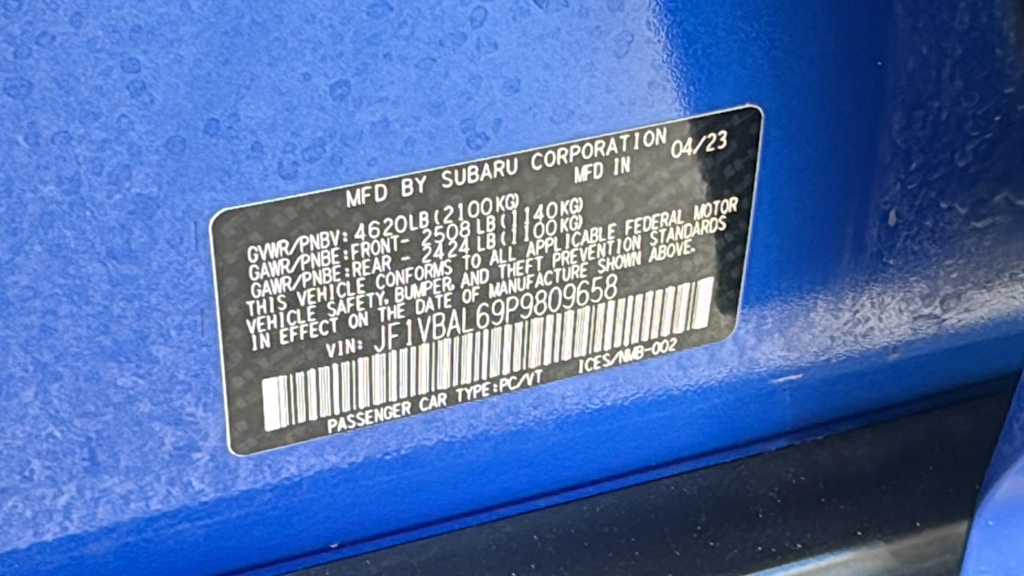 MFD BY SUBARU CORPORATION
MFD IN 04/23
GVWR/PNBV: 4620LB(2100KG)
GAWR/PNBE:FRONT- 2508LB(1140KG)
GAWR/PNBE:REAR - 2424LB(1100KG)
THIS VEHICLE CONFORMS TO ALL APPLICABLE FEDERAL MOTOR
VEHICLE SAFETY, BUMPER, AND THEFT PREVENTION STANDARDS
IN EFFECT ON THE DATE OF MANUFACTURE SHOWN ABOVE.
VIN: JF1VBAL69P9809658
PASSENGER CAR TYPE:PC/VT ICES/NMB-002